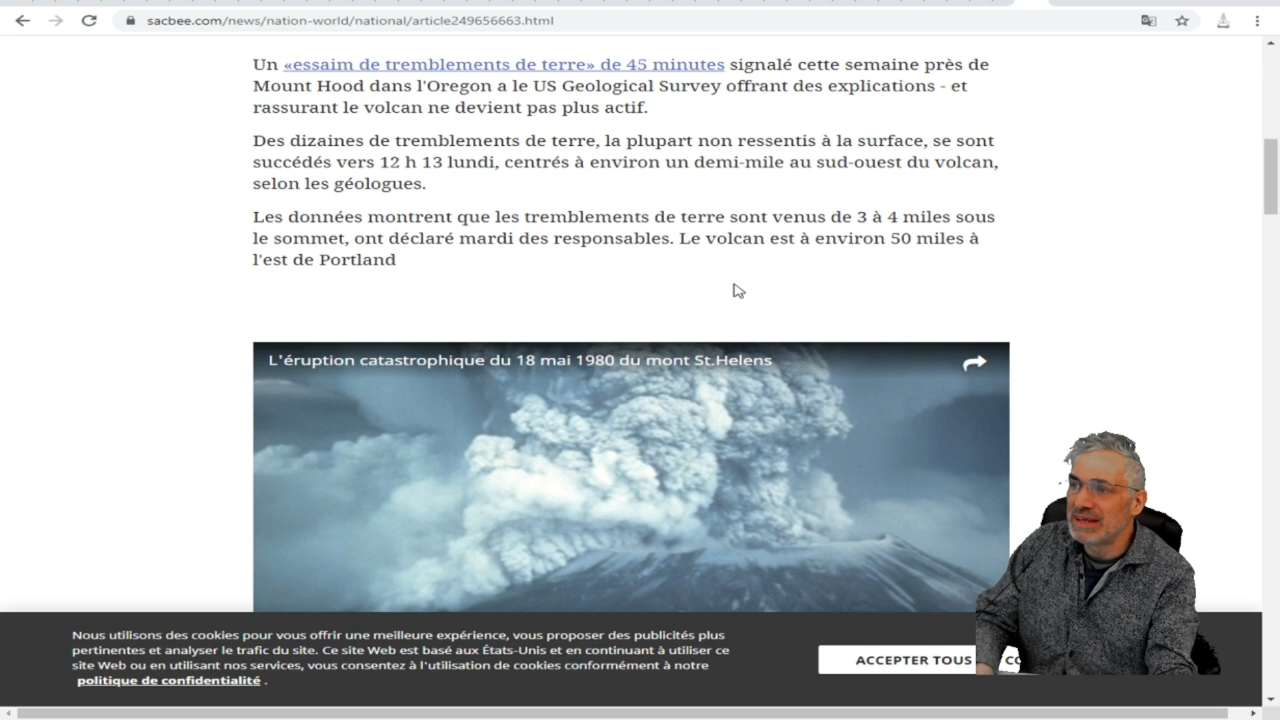 sacbee.com/news/nation-world/national/article249656663.html
Un «essaim de tremblements de terre» de 45 minutes signalé cette semaine près de
Mount Hood dans l'Oregon a le US Geological Survey offrant des explications - et
rassurant le volcan ne devient pas plus actif.
Des dizaines de tremblements de terre, la plupart non ressentis à la surface, se sont
succédés vers 12 h 13 lundi, centrés à environ un demi-mile au sud-ouest du volcan,
selon les géologues.
Les données montrent que les tremblements de terre sont venus de 3 à 4 miles sous
le sommet, ont déclaré mardi des responsables. Le volcan est à environ 50 miles à
l'est de Portland
L'éruption catastrophique du 18 mai 1980 du mont St.Helens
Nous utilisons des cookies pour vous offrir une meilleure expérience, vous proposer des publicités plus
pertinentes et analyser le trafic du site. Ce site Web est basé aux États-Unis et en continuant à utiliser ce
site Web ou en utilisant nos services, vous consentez à l'utilisation de cookies conformément à notre
politique de confidentialité .
ACCEPTER TOUS